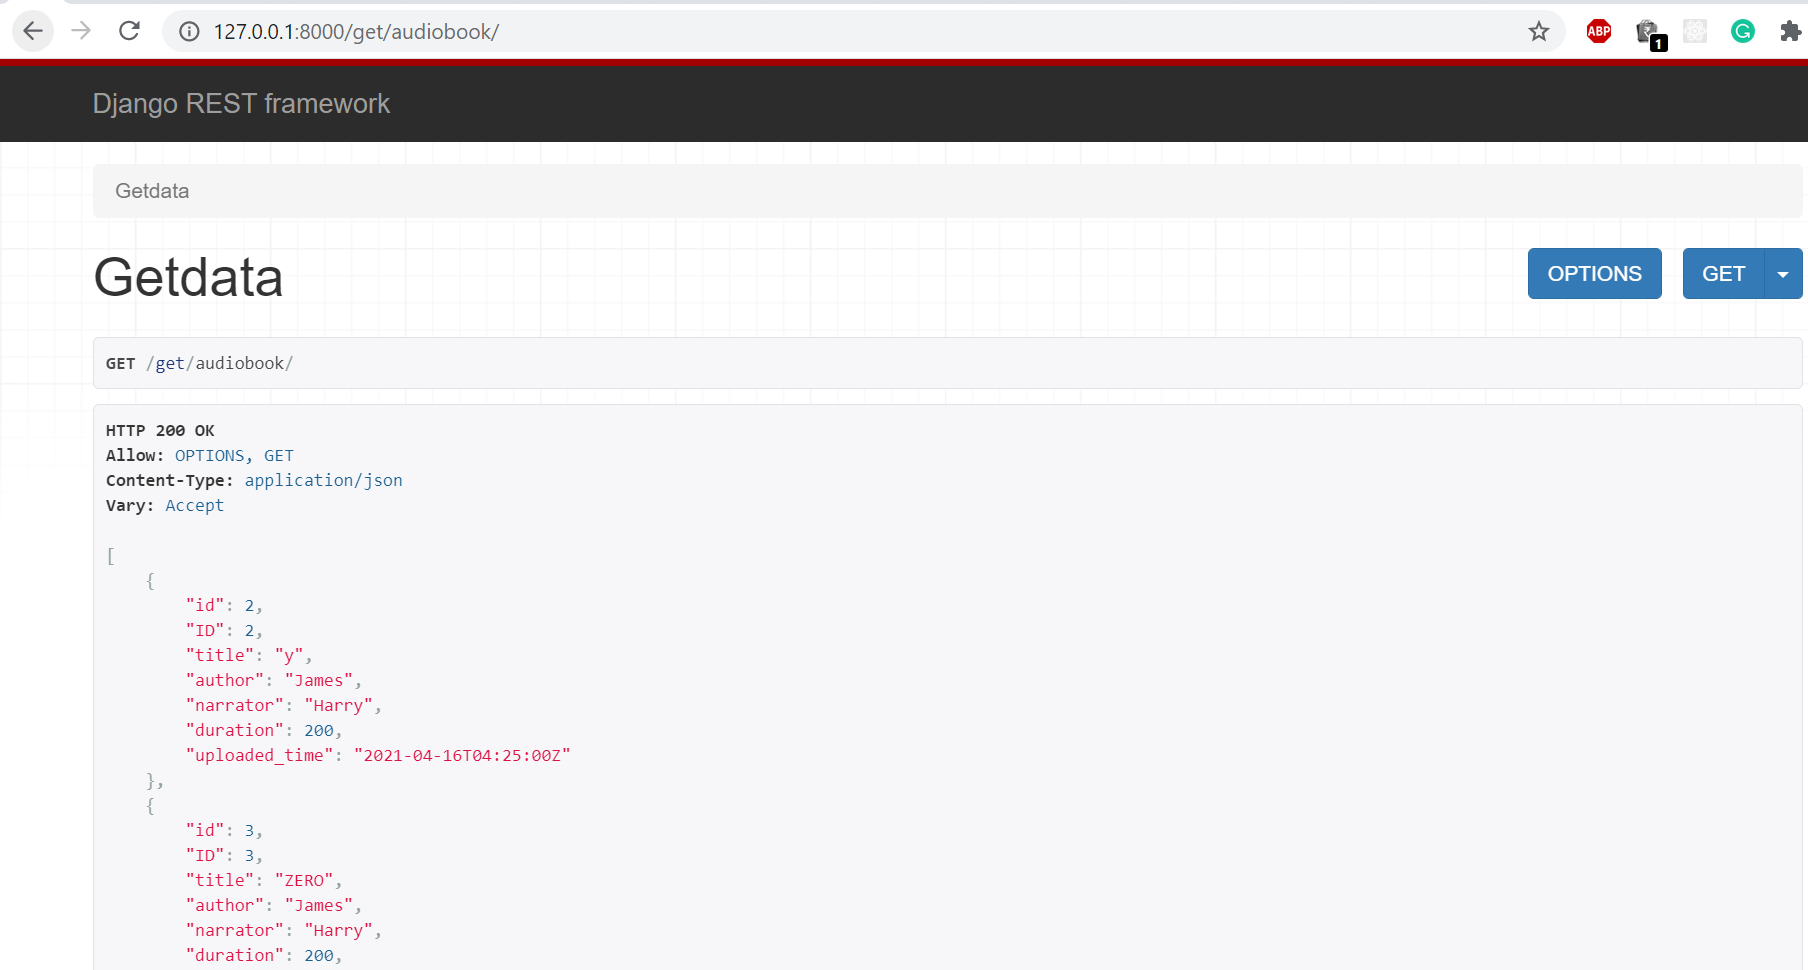 127.0.0.1:8000/get/audiobook/
ABP
1
G
Django REST framework
Getdata
Getdata
OPTIONS
GET
GET /get/audiobook/
HTTP 200 OK
Allow: OPTIONS, GET
Content-Type: application/json
Vary: Accept
[
    {
        "id": 2,
        "ID": 2,
        "title": "y",
        "author": "James",
        "narrator": "Harry",
        "duration": 200,
        "uploaded_time": "2021-04-16T04:25:00Z"
    },
    {
        "id": 3,
        "ID": 3,
        "title": "ZERO",
        "author": "James",
        "narrator": "Harry",
        "duration": 200,